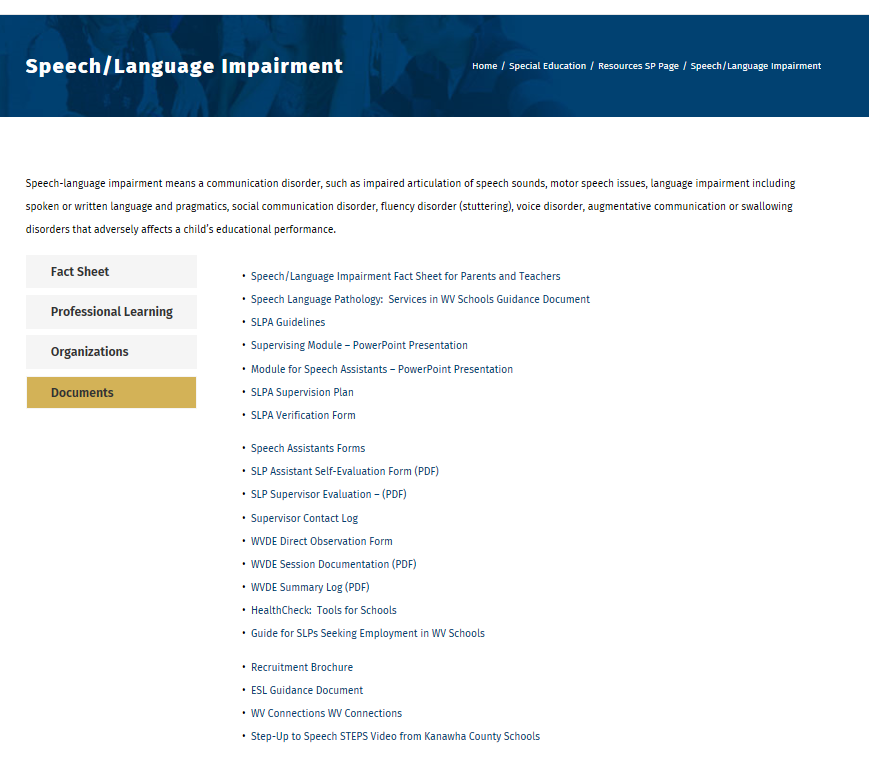 Speech/Language Impairment
Home / Special Education / Resources SP Page / Speech/Language Impairment
Speech-language impairment means a communication disorder, such as impaired articulation of speech sounds, motor speech issues, language impairment including
spoken or written language and pragmatics, social communication disorder, fluency disorder (stuttering), voice disorder, augmentative communication or swallowing
disorders that adversely affects a child's educational performance.
Fact Sheet
Professional Learning
Organizations
Documents
• Speech/Language Impairment Fact Sheet for Parents and Teachers
• Speech Language Pathology:  Services in WV Schools Guidance Document
• SLPA Guidelines
• Supervising Module – PowerPoint Presentation
• Module for Speech Assistants – PowerPoint Presentation
• SLPA Supervision Plan
• SLPA Verification Form
• Speech Assistants Forms
• SLP Assistant Self-Evaluation Form (PDF)
• SLP Supervisor Evaluation – (PDF)
• Supervisor Contact Log
• WVDE Direct Observation Form
• WVDE Session Documentation (PDF)
• WVDE Summary Log (PDF)
• HealthCheck:  Tools for Schools
• Guide for SLPs Seeking Employment in WV Schools
• Recruitment Brochure
• ESL Guidance Document
• WV Connections WV Connections
• Step-Up to Speech STEPS Video from Kanawha County Schools